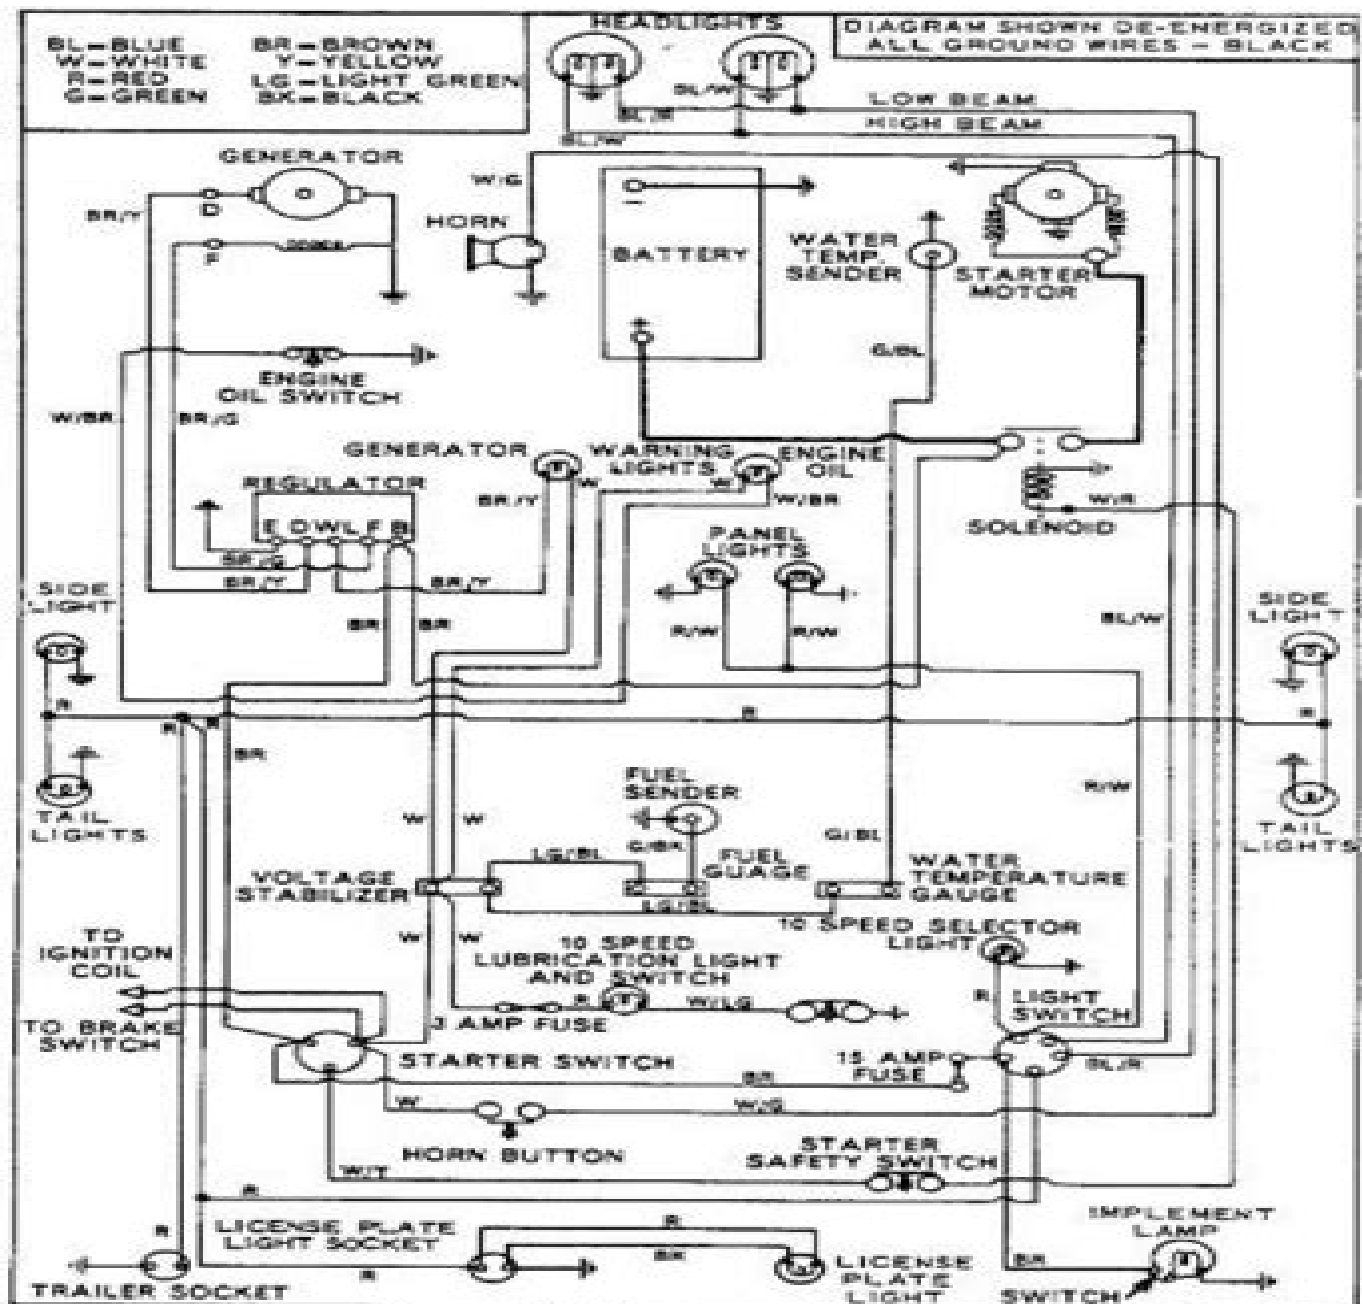 HEADLIGHTS
DIAGRAM SHOWN DE-ENERGIZED
ALL GROUND WIRES - BLACK
BL-BLUE BR-BROWN
W-WHITE Y-YELLOW
R-RED LG-LIGHT GREEN
G-GREEN BK-BLACK
BL/W
BL/R
LOW BEAM
HIGH BEAM
BL/W
GENERATOR
W/G
BR/Y
D
F
HORN
BATTERY
-
+
WATER
TEMP.
SENDER
STARTER
MOTOR
G/BL
ENGINE
OIL SWITCH
W/BR
BR/G
GENERATOR
WARNING
LIGHTS
ENGINE
OIL
W
W
BR/Y
W/BR
W/R
SOLENOID
REGULATOR
E D WL F B
BR/G
BR/Y
BR/Y
PANEL
LIGHTS
SIDE
LIGHT
SIDE
LIGHT
BR
BR
R/W
R/W
BL/W
R
R
R
R
R
BR
R/W
TAIL
LIGHTS
TAIL
LIGHTS
FUEL
SENDER
W
W
G/BK
G/BL
LG/BL
FUEL
GUAGE
WATER
TEMPERATURE
GAUGE
VOLTAGE
STABILIZER
LG/BL
10 SPEED SELECTOR
LIGHT
W
W
TO
IGNITION
COIL
10 SPEED
LUBRICATION LIGHT
AND SWITCH
R
W/LG
R
LIGHT
SWITCH
3 AMP FUSE
TO BRAKE
SWITCH
STARTER SWITCH
15 AMP
FUSE
BL/R
BR
W
W/G
HORN BUTTON
STARTER
SAFETY SWITCH
W/Y
R
R
LICENSE PLATE
LIGHT SOCKET
R
BK
IMPLEMENT
LAMP
BR
R
LICENSE
PLATE
LIGHT
TRAILER SOCKET
SWITCH